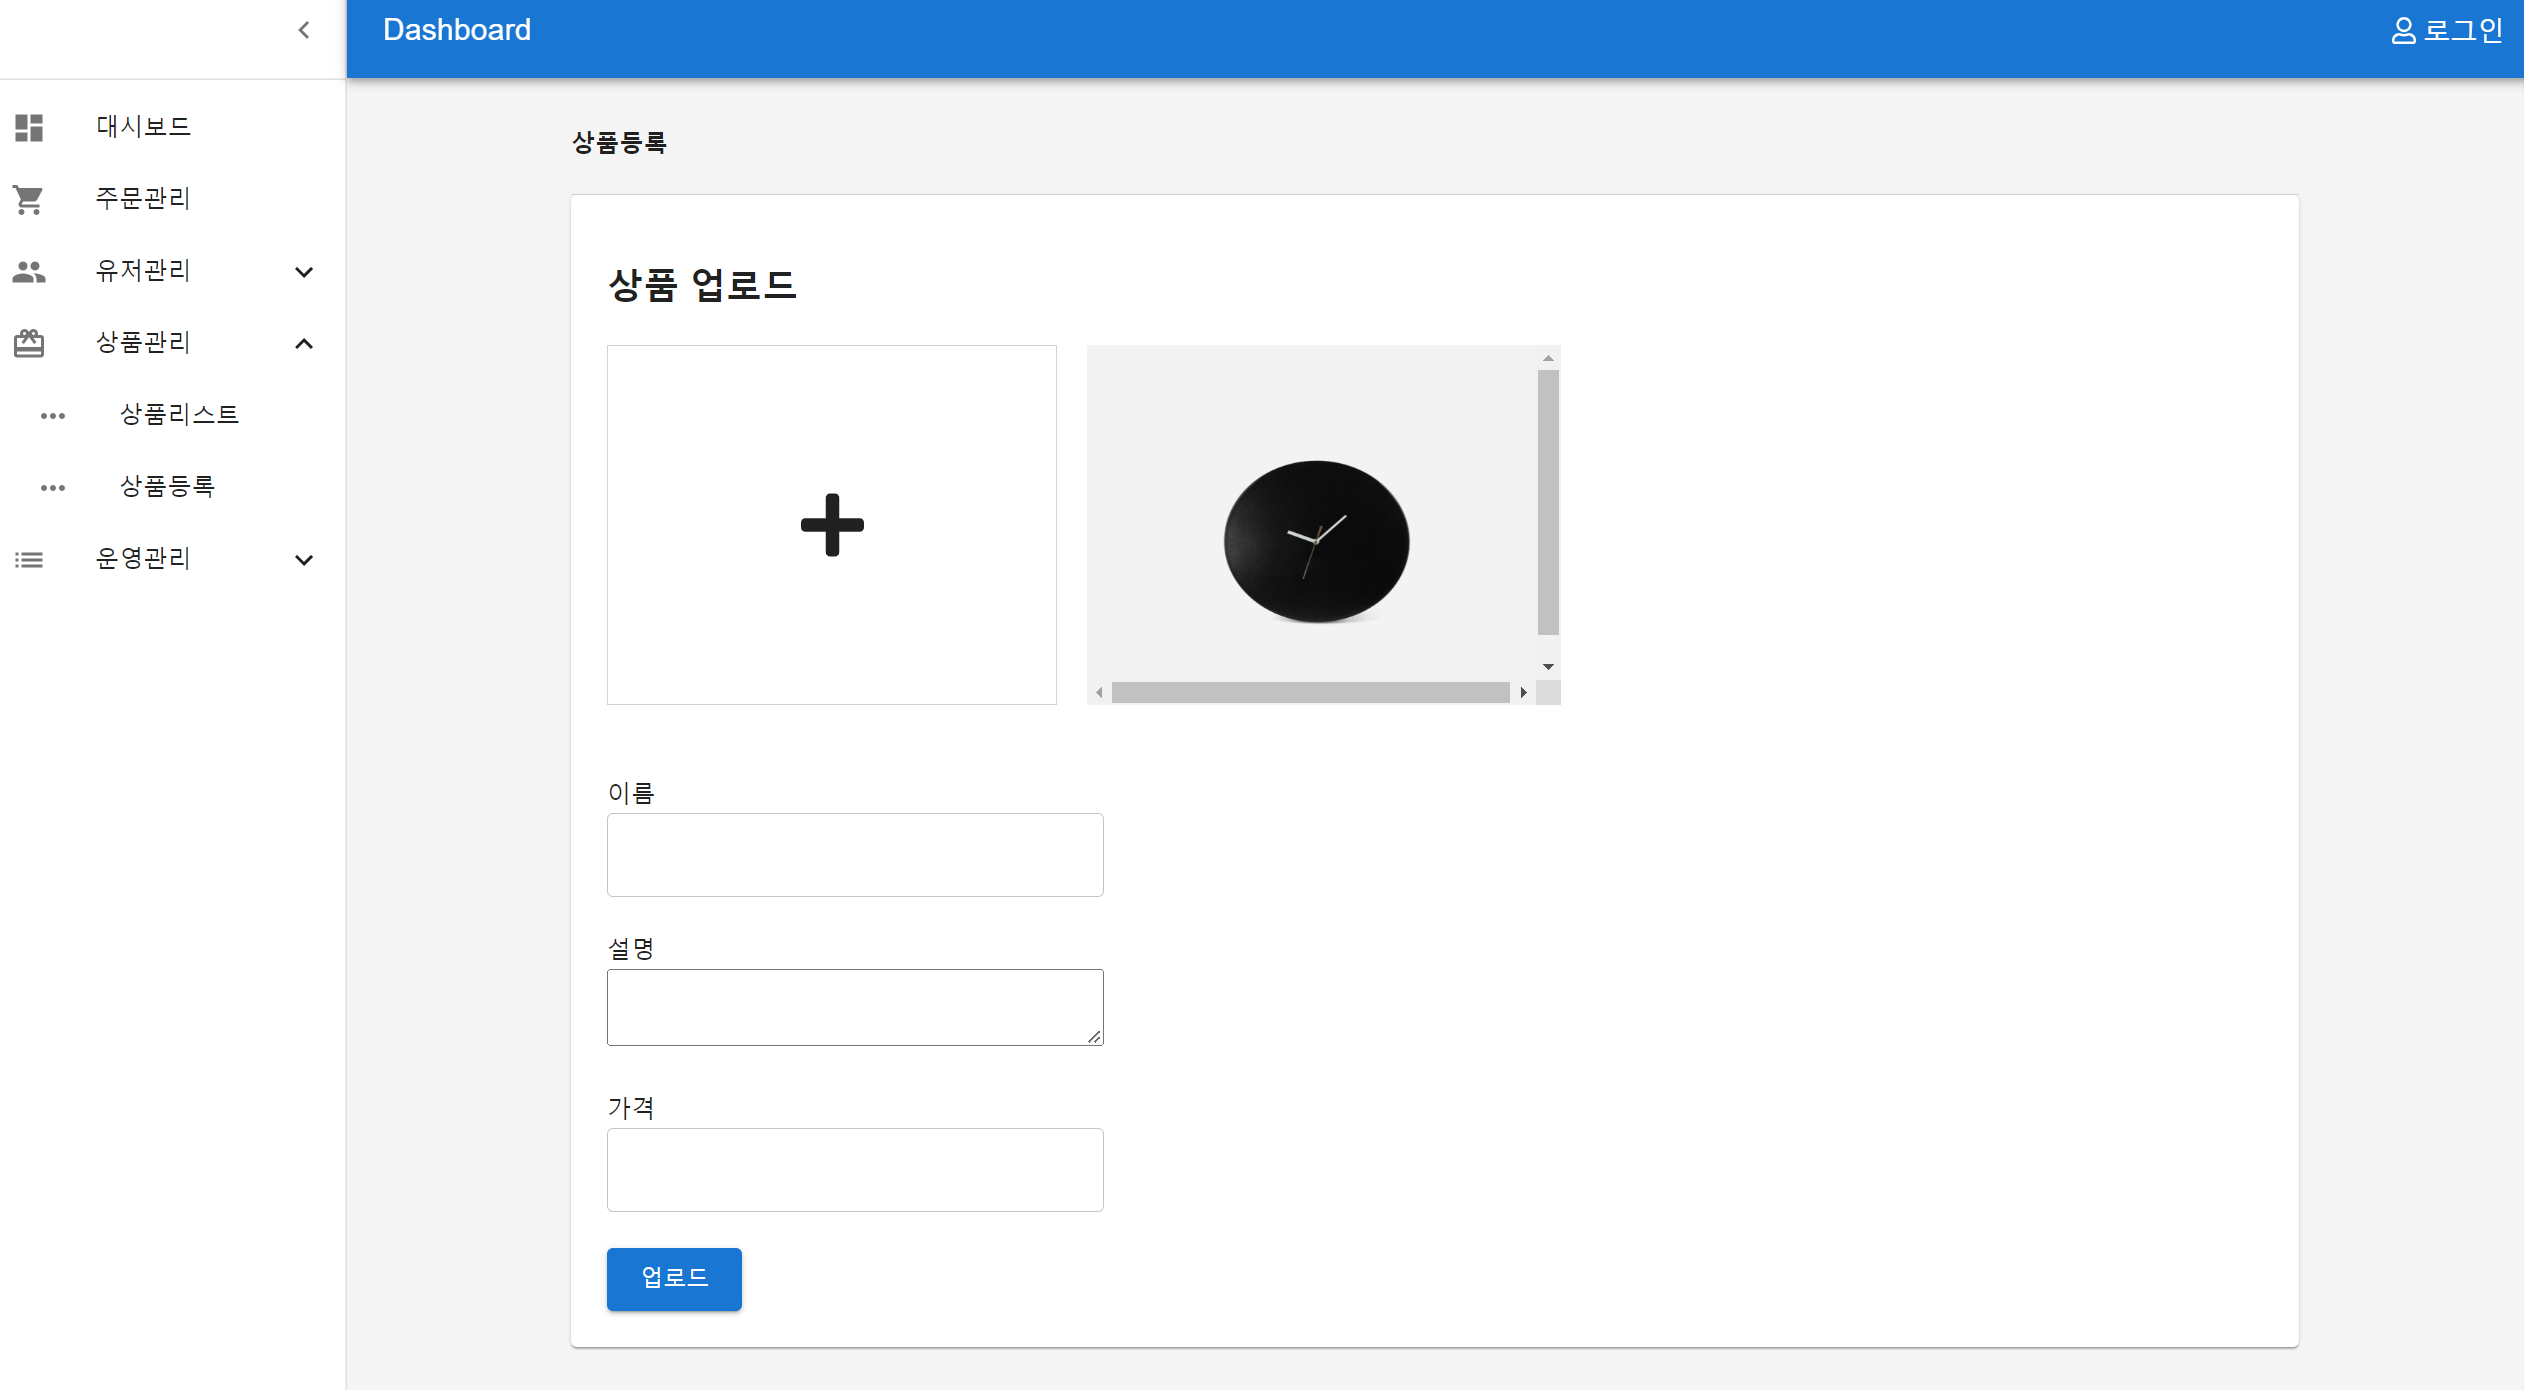 Dashboard
로그인
대시보드
주문관리
유저관리
상품관리
상품리스트
상품등록
운영관리
상품등록
상품 업로드
이름
설명
가격
업로드